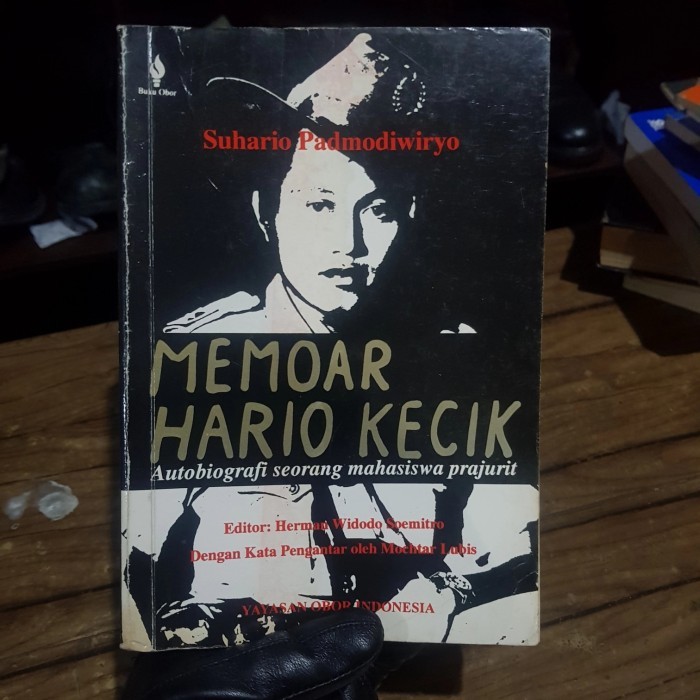 Buku Obor
Suhario Padmodiwiryo
MEMOAR
HARIO KECIK
Autobiografi seorang mahasiswa prajurit
Editor: Herman Widodo Soemitro
Dengan Kata Pengantar oleh Mochtar Lubis
YAYASAN OBOR INDONESIA